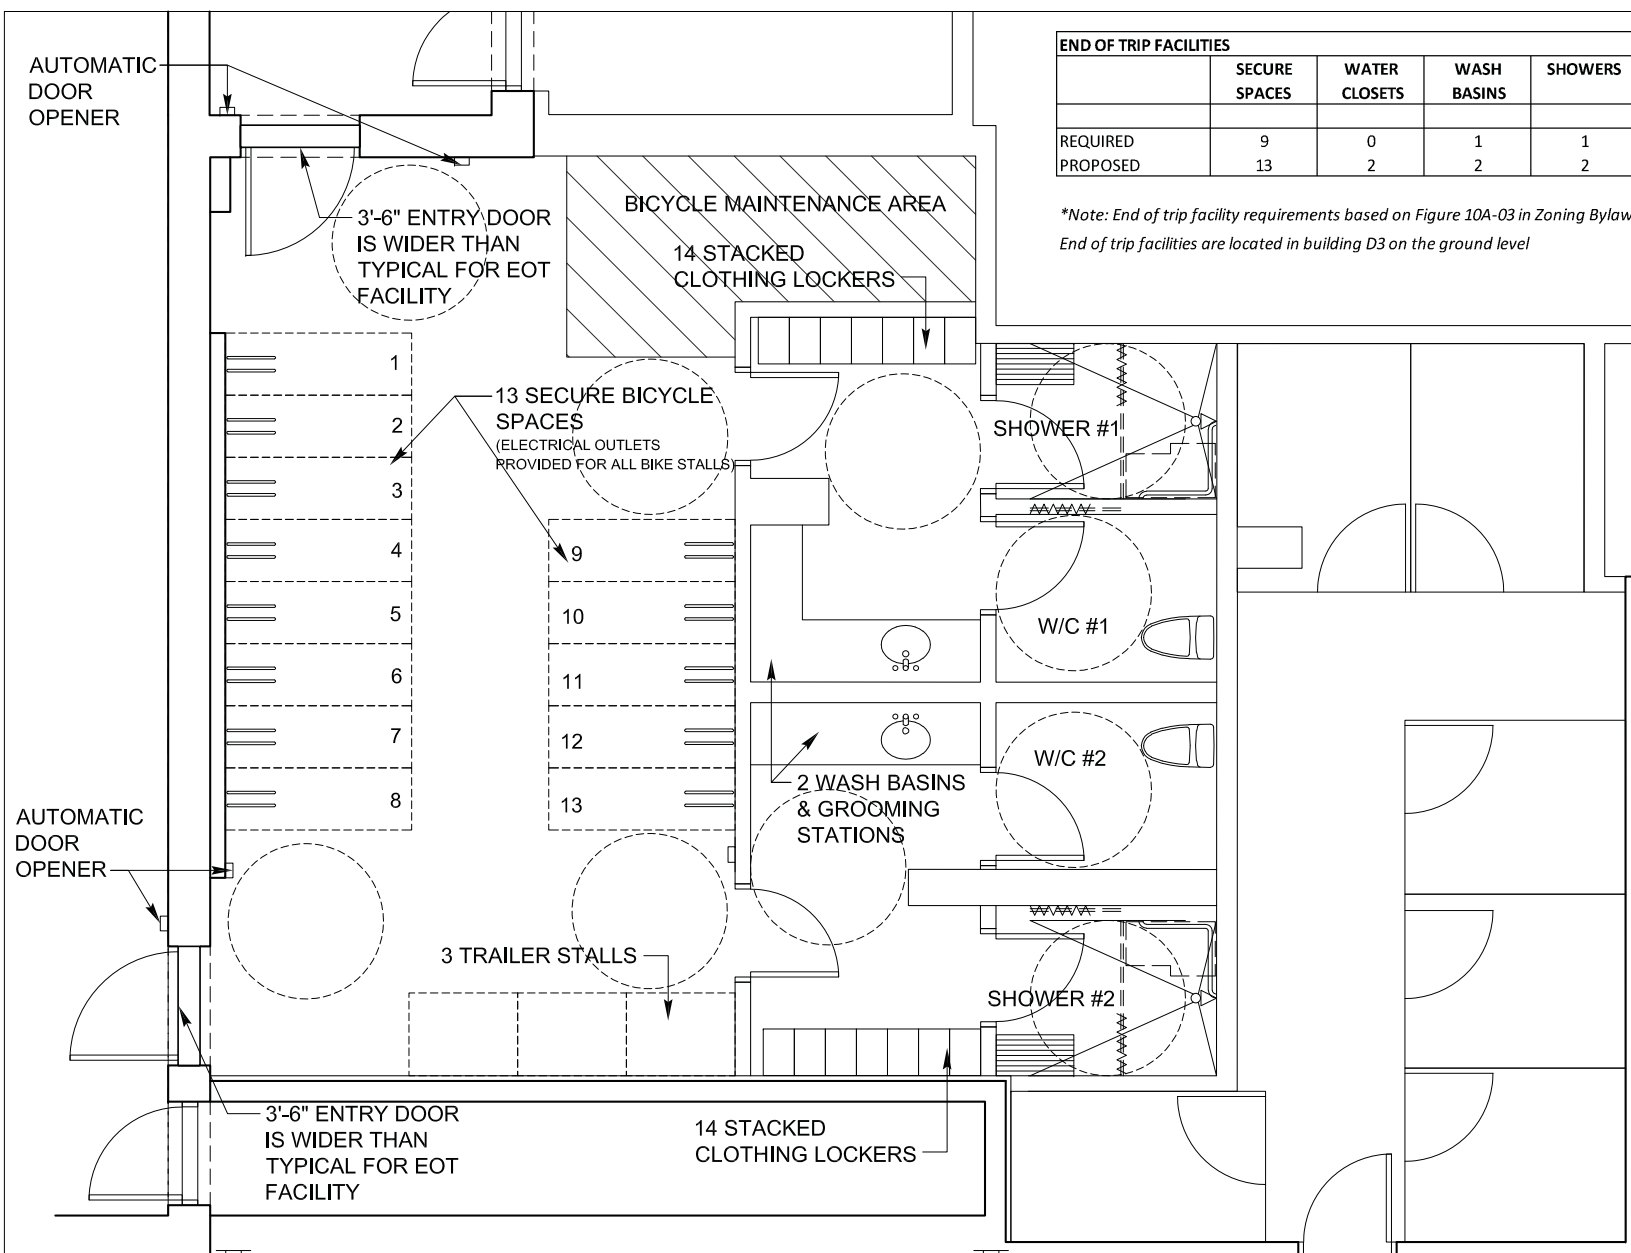 AUTOMATIC
DOOR
OPENER
END OF TRIP FACILITIES
SECURE SPACES WATER CLOSETS WASH BASINS SHOWERS
REQUIRED 9 0 1 1
PROPOSED 13 2 2 2
*Note: End of trip facility requirements based on Figure 10A-03 in Zoning Bylaw
End of trip facilities are located in building D3 on the ground level
3'-6" ENTRY DOOR
IS WIDER THAN
TYPICAL FOR EOT
FACILITY
BICYCLE MAINTENANCE AREA
14 STACKED
CLOTHING LOCKERS
13 SECURE BICYCLE
SPACES
(ELECTRICAL OUTLETS
PROVIDED FOR ALL BIKE STALLS)
1
2
3
4
5
6
7
8
9
10
11
12
13
SHOWER #1
W/C #1
W/C #2
2 WASH BASINS
& GROOMING
STATIONS
SHOWER #2
AUTOMATIC
DOOR
OPENER
3 TRAILER STALLS
3'-6" ENTRY DOOR
IS WIDER THAN
TYPICAL FOR EOT
FACILITY
14 STACKED
CLOTHING LOCKERS